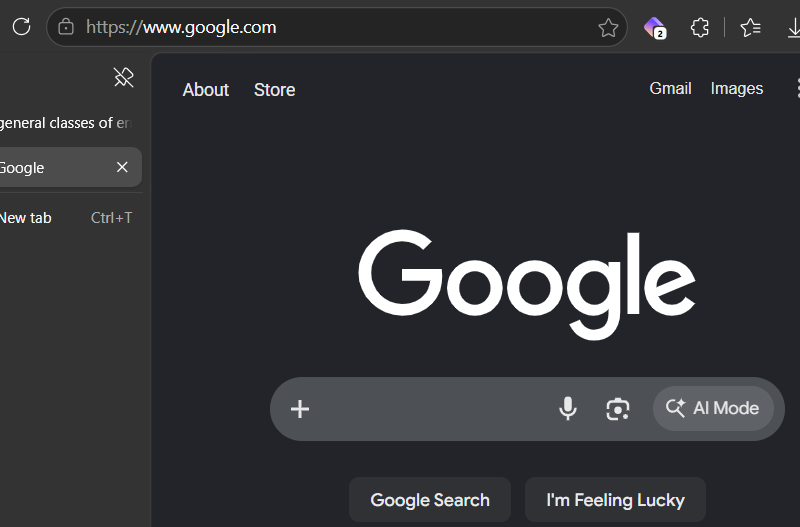 https://www.google.com
2
About Store Gmail Images
general classes of
Google
New tab Ctrl+T
Google
AI Mode
Google Search I'm Feeling Lucky